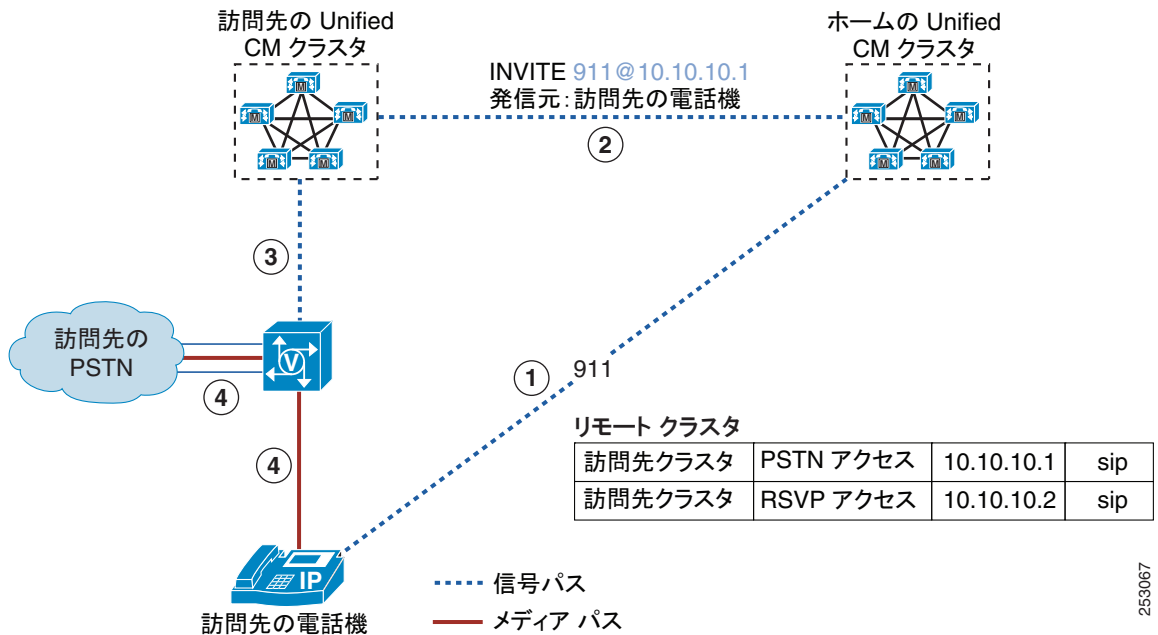 訪問先の Unified
CM クラスタ
ホームの Unified
CM クラスタ
INVITE 911@10.10.10.1
発信元：訪問先の電話機
2
M
M
M
M
M
M
M
M
M
M
3
訪問先の
PSTN
V
4
1
911
4
リモート クラスタ
訪問先クラスタ PSTN アクセス 10.10.10.1 sip
訪問先クラスタ RSVP アクセス 10.10.10.2 sip
IP
訪問先の電話機
信号パス
メディア パス
253067